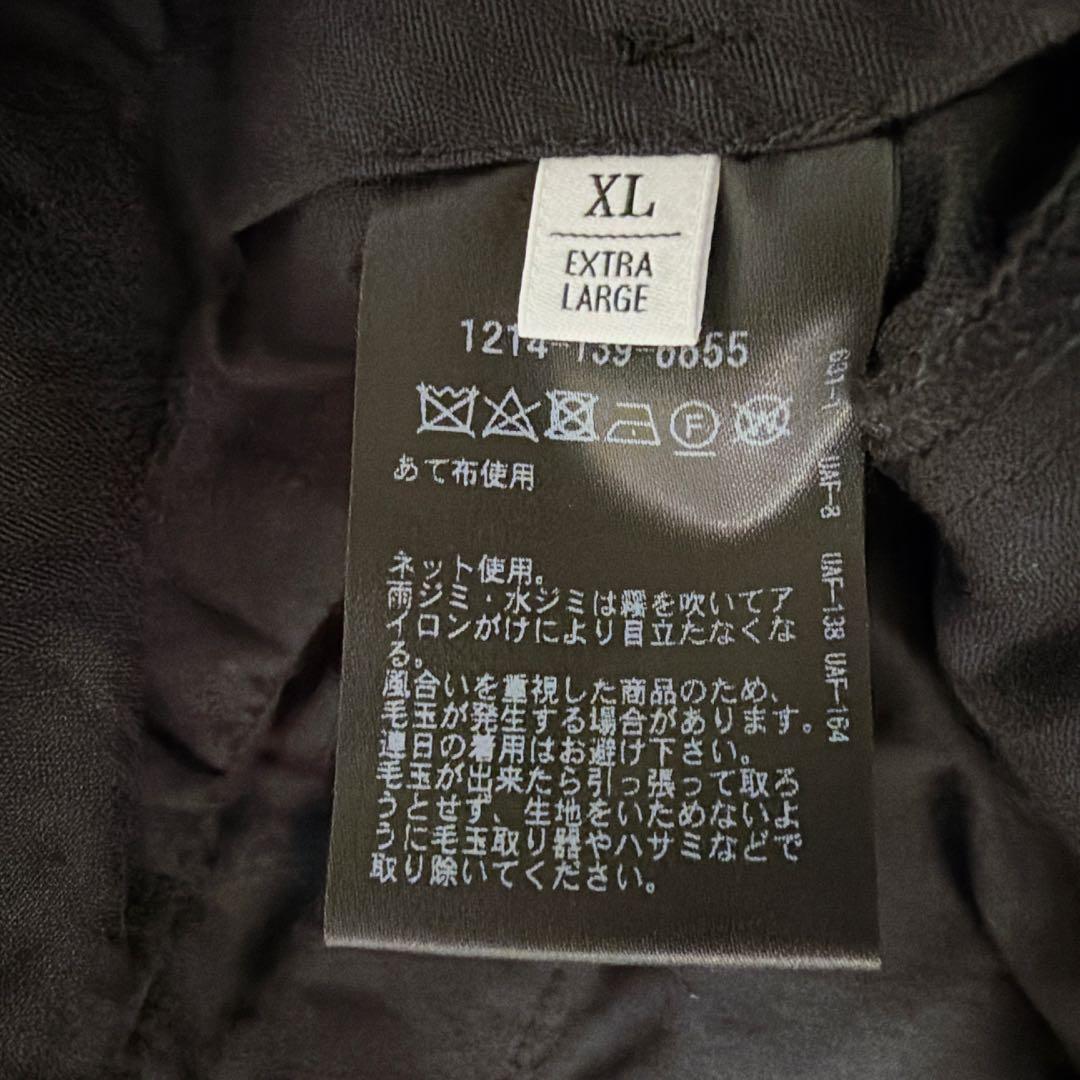 XL
EXTRA
LARGE
F
W
あて布使用
ネット使用。
雨ジミ・水ジミは霧を吹いてア
イロンがけにより目立たなくな
る。
風合いを重視した商品のため、
毛玉が発生する場合があります。
連日の着用はお避け下さい。
毛玉が出来たら引っ張って取ろ
うとせず、生地をいためないよ
うに毛玉取り器やハサミなどで
取り除いてください。
UAF-8 UAF-138 UAF-164